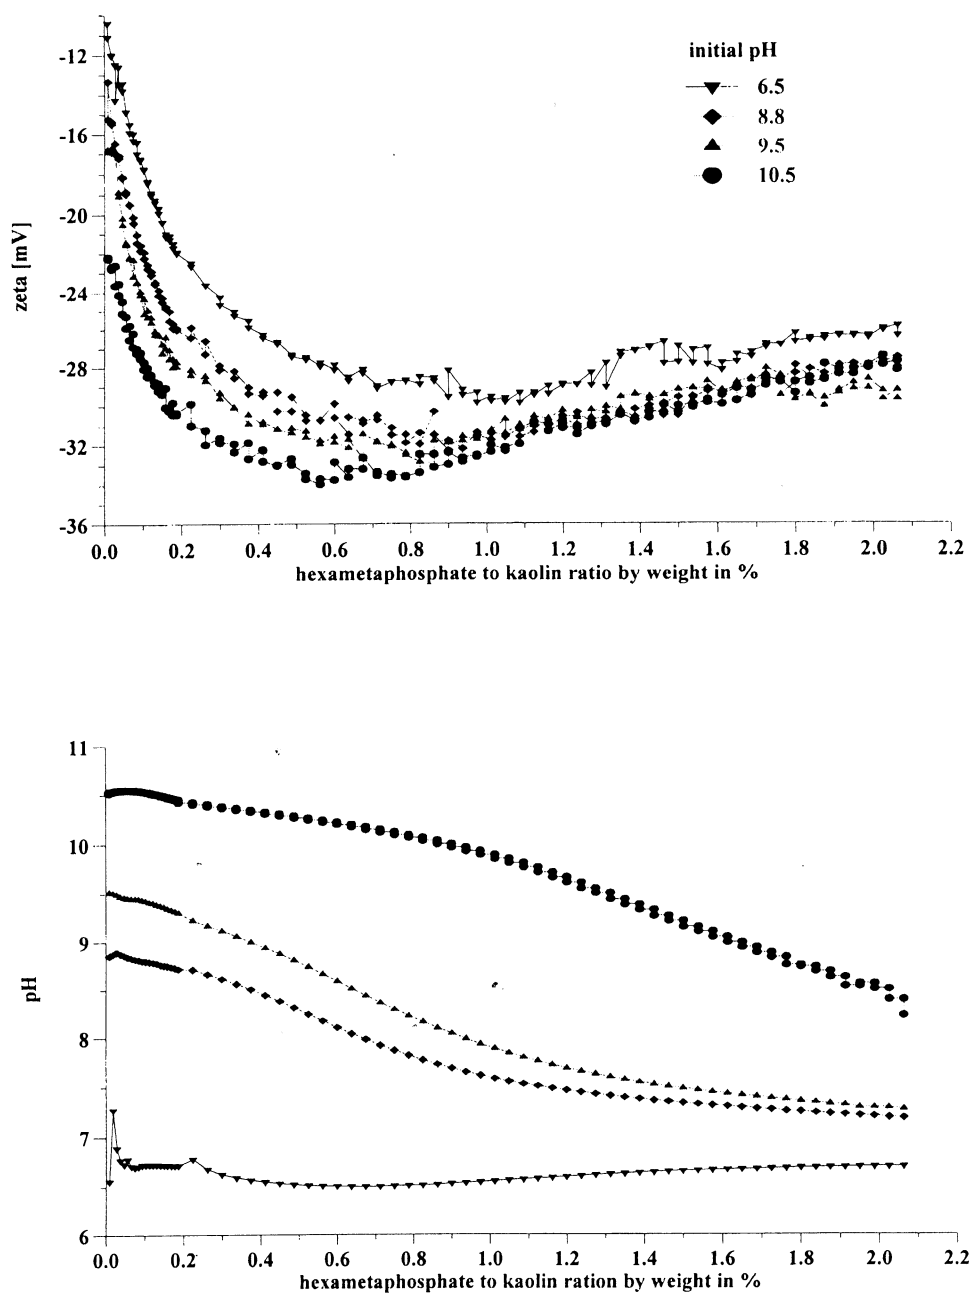 initial pH
6.5
8.8
9.5
10.5
zeta [mV]
-12
-16
-20
-24
-28
-32
-36
0.0 0.2 0.4 0.6 0.8 1.0 1.2 1.4 1.6 1.8 2.0 2.2
hexametaphosphate to kaolin ratio by weight in %
pH
11
10
9
8
7
6
0.0 0.2 0.4 0.6 0.8 1.0 1.2 1.4 1.6 1.8 2.0 2.2
hexametaphosphate to kaolin ration by weight in %